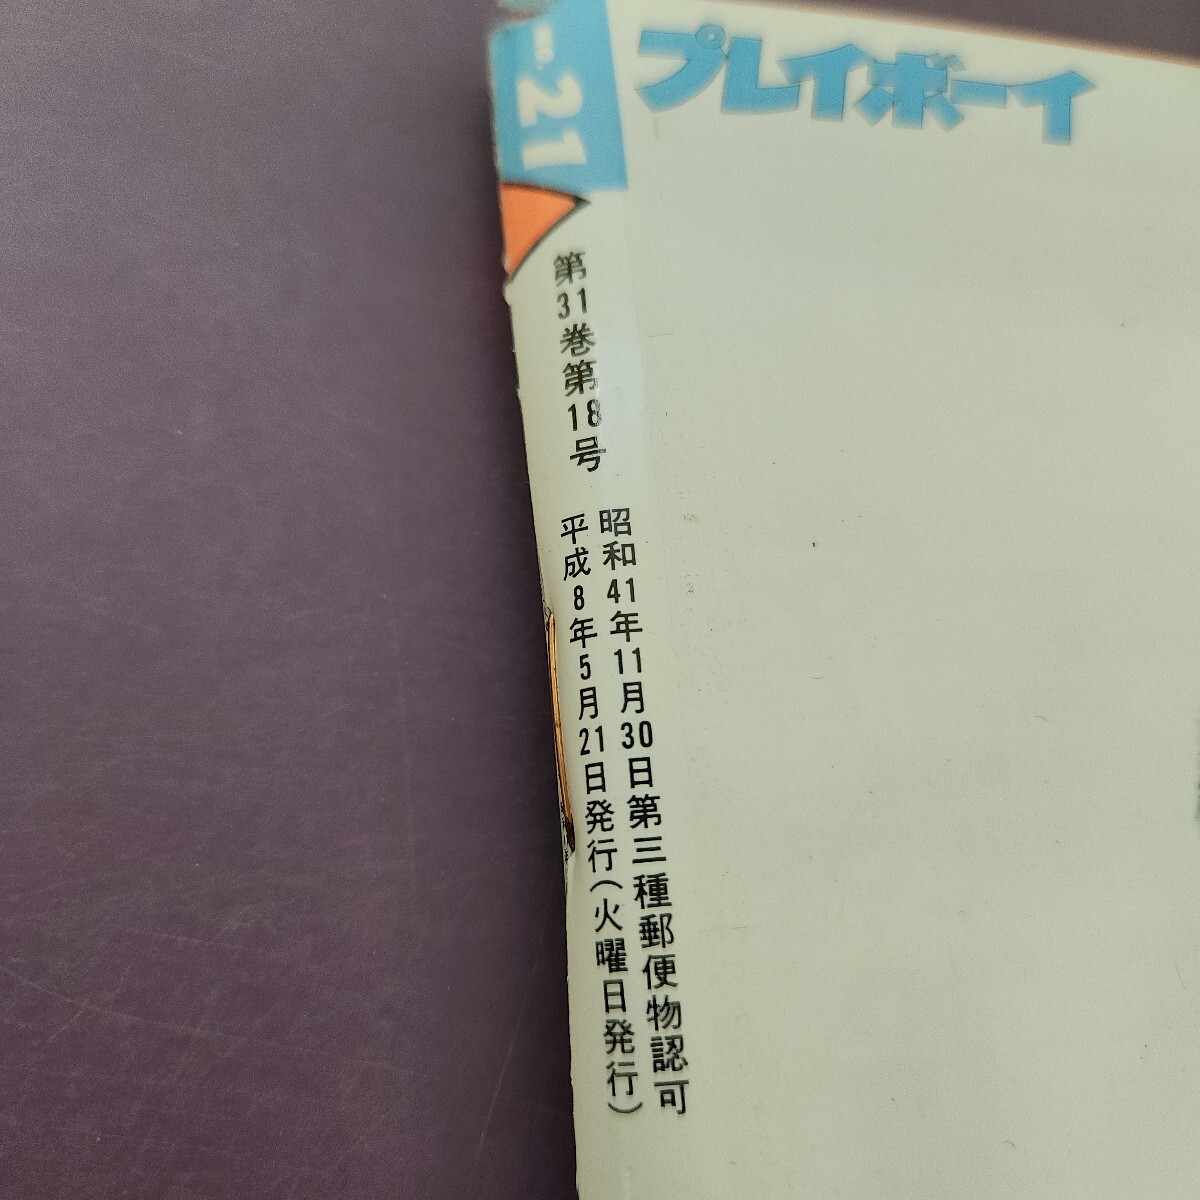 プレイボーイ
NO.21
第31巻第18号
昭和41年11月30日第三種郵便物認可
平成8年5月21日発行(火曜日発行)